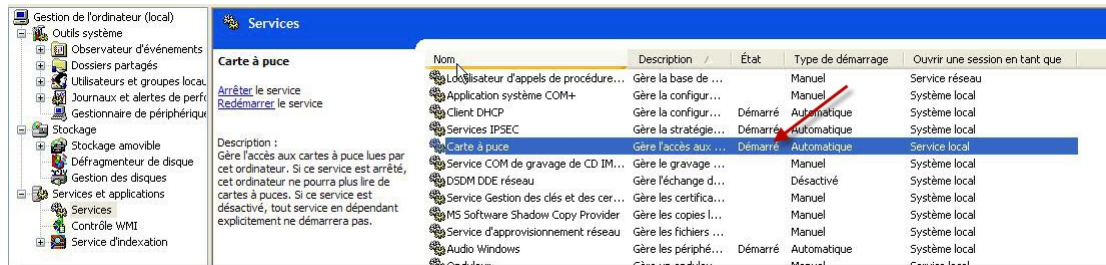 Gestion de l'ordinateur (local)
Outils système
Observateur d'événements
Dossiers partagés
Utilisateurs et groupes locau
Journaux et alertes de perfo
Gestionnaire de périphérique
Stockage
Stockage amovible
Défragmenteur de disque
Gestion des disques
Services et applications
Services
Contrôle WMI
Service d'indexation
Services
Carte à puce
Arrêter le service
Redémarrer le service
Description :
Gère l'accès aux cartes à puce lues par
cet ordinateur. Si ce service est arrêté,
cet ordinateur ne pourra plus lire de
cartes à puces. Si ce service est
désactivé, tout service en dépendant
explicitement ne démarrera pas.
Nom Description État Type de démarrage Ouvrir une session en tant que
Localisateur d'appels de procédure... Gère la base de ... Manuel Service réseau
Application système COM+ Gère la configur... Manuel Système local
Client DHCP Gère la configur... Démarré Automatique Système local
Services IPSEC Gère la stratégie... Démarré Automatique Système local
Carte à puce Gère l'accès aux ... Démarré Automatique Service local
Service COM de gravage de CD IM... Gère le gravage ... Manuel Système local
DSDM DDE réseau Gère l'échange d... Désactivé Système local
Service Gestion des clés et des cer... Gère les certifica... Manuel Système local
MS Software Shadow Copy Provider Gère les copies l... Manuel Système local
Service d'approvisionnement réseau Gère les fichiers ... Manuel Système local
Audio Windows Gère les périphé... Démarré Automatique Système local